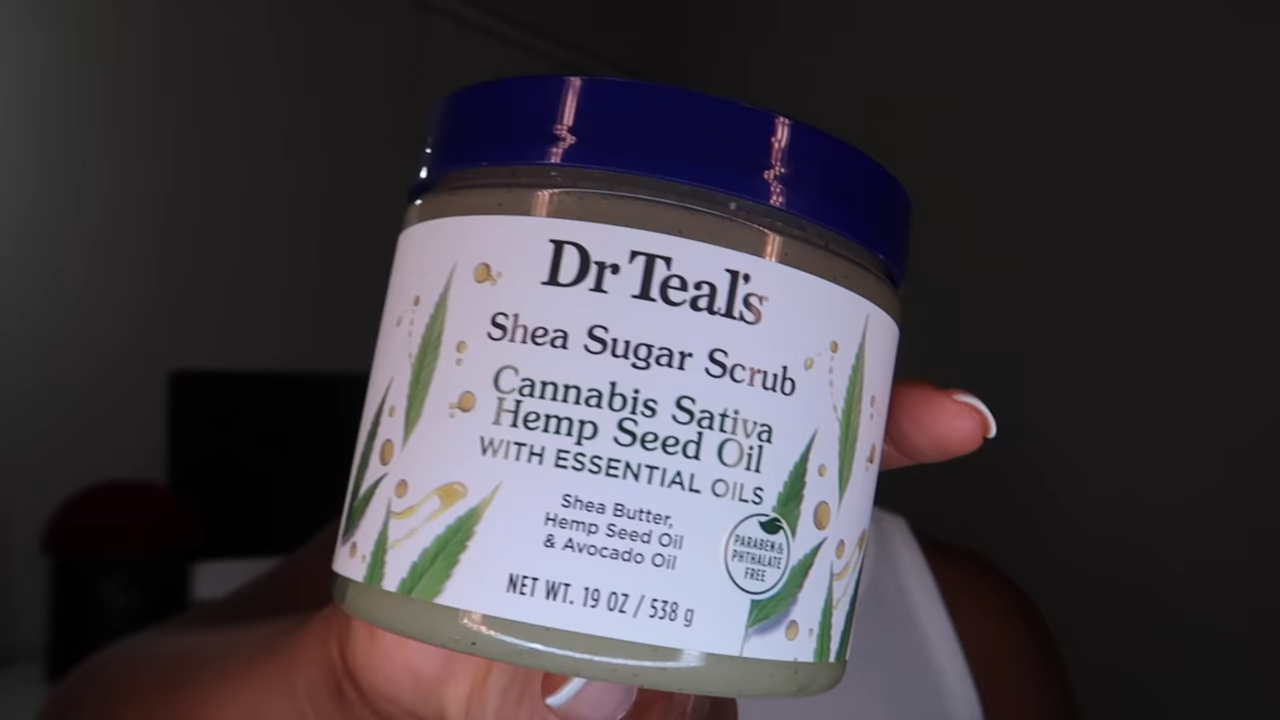 Dr Teal's
Shea Sugar Scrub
Cannabis Sativa
Hemp Seed Oil
WITH ESSENTIAL OILS
Shea Butter,
Hemp Seed Oil
& Avocado Oil
PARABEN &
PHTHALATE
FREE
NET WT. 19 OZ / 538 g